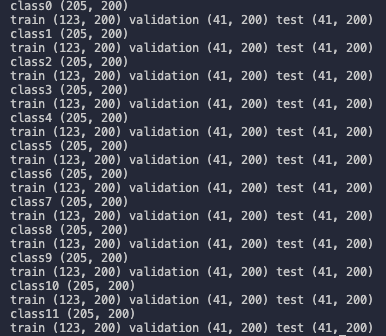 class0 (205, 200)
train (123, 200) validation (41, 200) test (41, 200)
class1 (205, 200)
train (123, 200) validation (41, 200) test (41, 200)
class2 (205, 200)
train (123, 200) validation (41, 200) test (41, 200)
class3 (205, 200)
train (123, 200) validation (41, 200) test (41, 200)
class4 (205, 200)
train (123, 200) validation (41, 200) test (41, 200)
class5 (205, 200)
train (123, 200) validation (41, 200) test (41, 200)
class6 (205, 200)
train (123, 200) validation (41, 200) test (41, 200)
class7 (205, 200)
train (123, 200) validation (41, 200) test (41, 200)
class8 (205, 200)
train (123, 200) validation (41, 200) test (41, 200)
class9 (205, 200)
train (123, 200) validation (41, 200) test (41, 200)
class10 (205, 200)
train (123, 200) validation (41, 200) test (41, 200)
class11 (205, 200)
train (123, 200) validation (41, 200) test (41, 200)